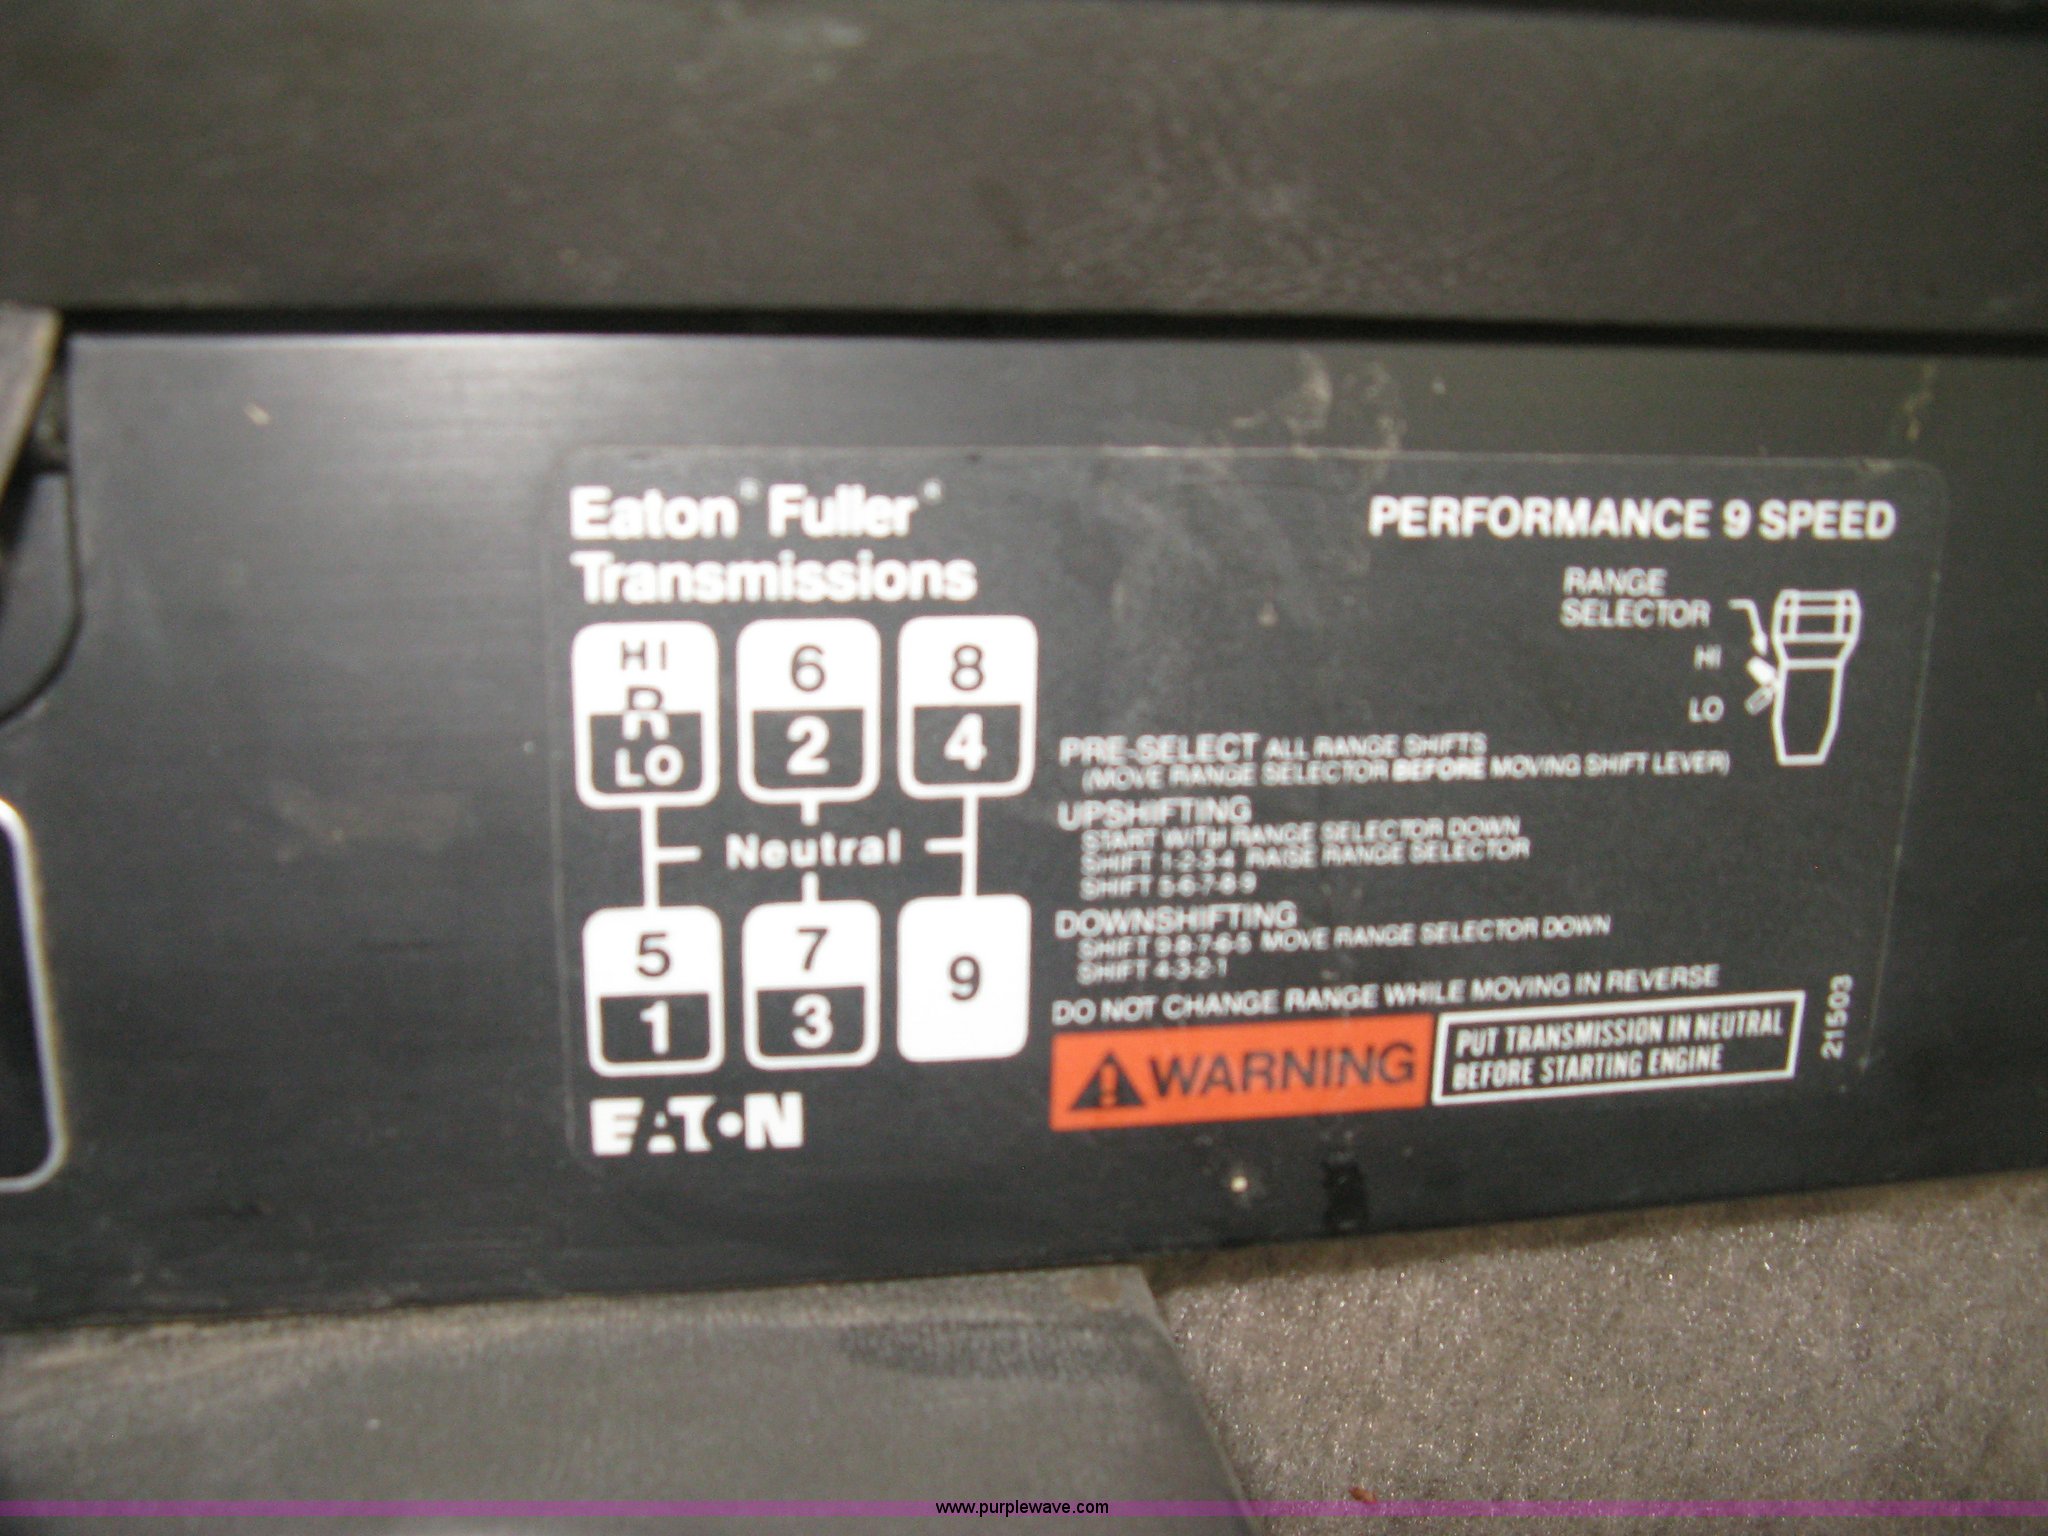 Eaton® Fuller®
Transmissions
PERFORMANCE 9 SPEED
RANGE
SELECTOR
HI
LO
HI
R
LO
6
2
8
4
Neutral
5
1
7
3
9
PRE-SELECT ALL RANGE SHIFTS
(MOVE RANGE SELECTOR BEFORE MOVING SHIFT LEVER)
UPSHIFTING
START WITH RANGE SELECTOR DOWN
SHIFT 1-2-3-4 RAISE RANGE SELECTOR
SHIFT 5-6-7-8-9
DOWNSHIFTING
SHIFT 9-8-7-6-5 MOVE RANGE SELECTOR DOWN
SHIFT 4-3-2-1
DO NOT CHANGE RANGE WHILE MOVING IN REVERSE
WARNING
PUT TRANSMISSION IN NEUTRAL
BEFORE STARTING ENGINE
21503
EATON
www.purplewave.com